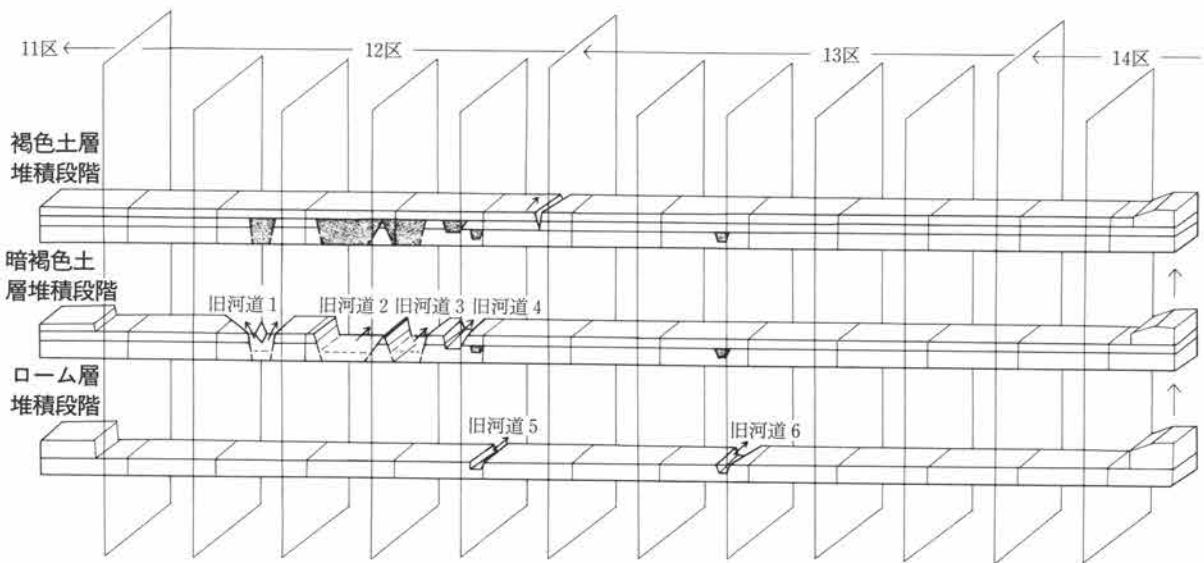 11区
12区
13区
14区
褐色土層
堆積段階
暗褐色土
層堆積段階
旧河道1
旧河道2
旧河道3
旧河道4
ローム層
堆積段階
旧河道5
旧河道6